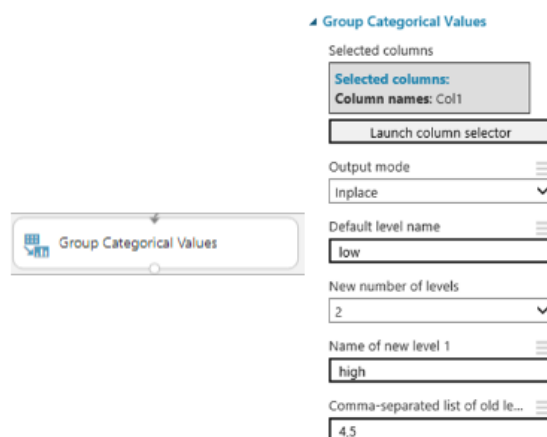 Group Categorical Values
Selected columns
Selected columns:
Column names: Col1
Launch column selector
Output mode
Inplace
Default level name
low
New number of levels
2
Name of new level 1
high
Comma-separated list of old le...
4,5
Group Categorical Values